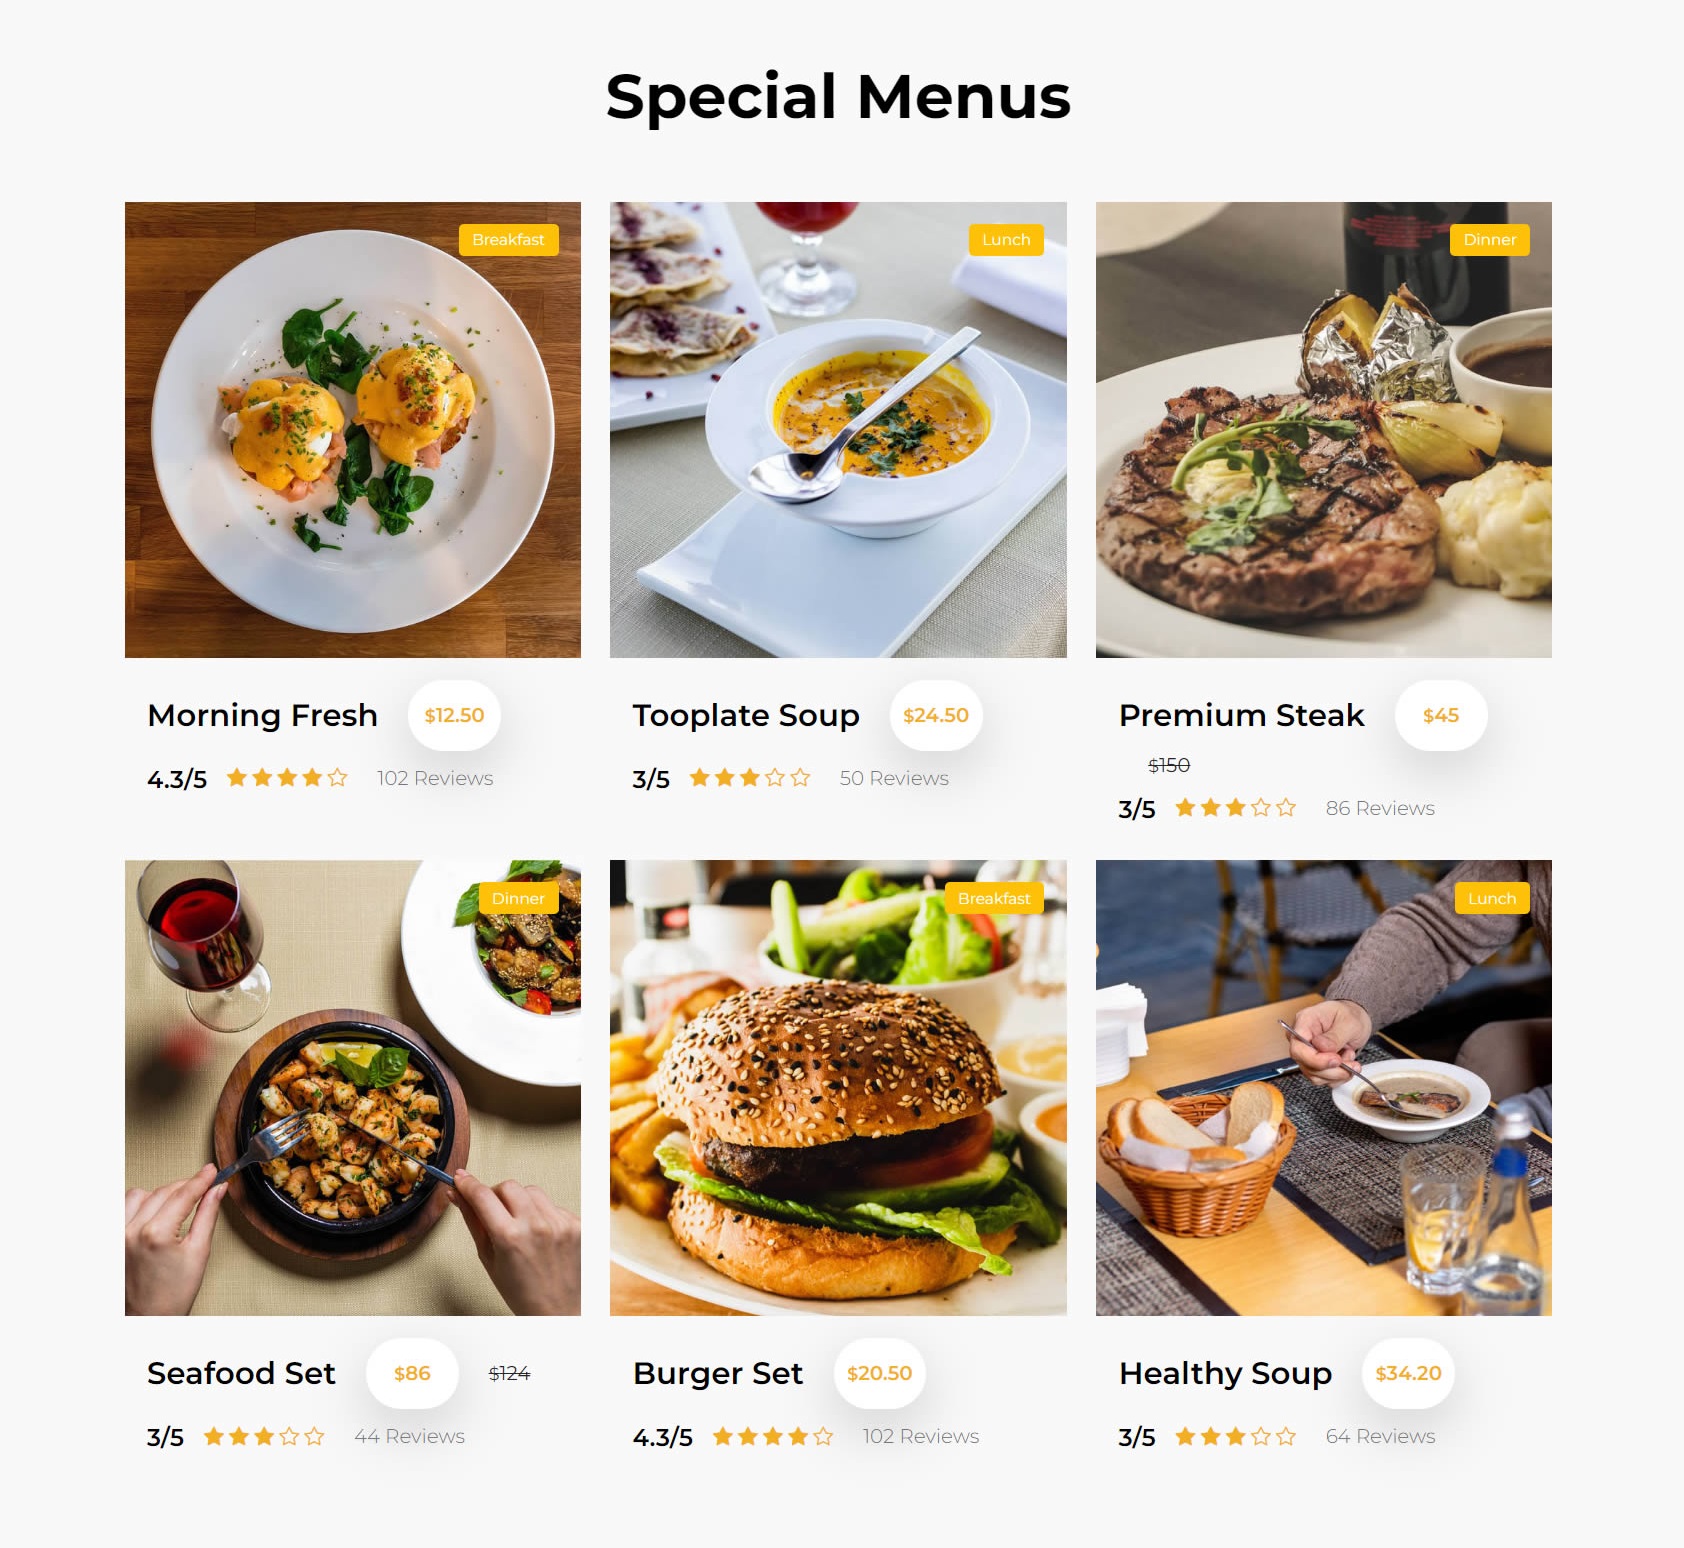 Special Menus
Breakfast
Lunch
Dinner
Morning Fresh $12.50
4.3/5 102 Reviews
Tooplate Soup $24.50
3/5 50 Reviews
Premium Steak $45
$150
3/5 86 Reviews
Dinner
Breakfast
Lunch
Seafood Set $86 $124
3/5 44 Reviews
Burger Set $20.50
4.3/5 102 Reviews
Healthy Soup $34.20
3/5 64 Reviews